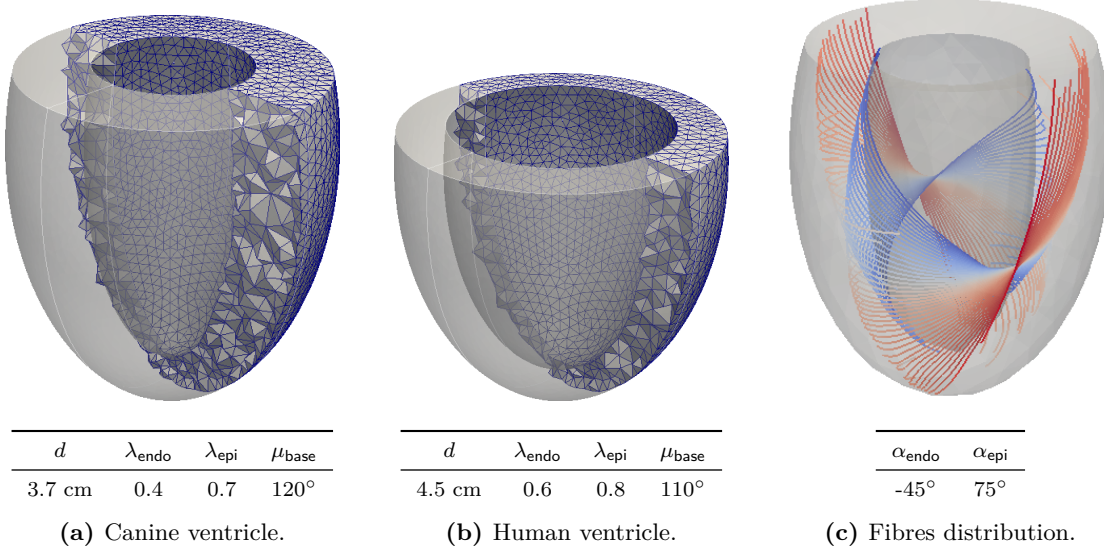 d λendo λepi μbase
3.7 cm 0.4 0.7 120°
(a) Canine ventricle.
d λendo λepi μbase
4.5 cm 0.6 0.8 110°
(b) Human ventricle.
αendo αepi
-45° 75°
(c) Fibres distribution.